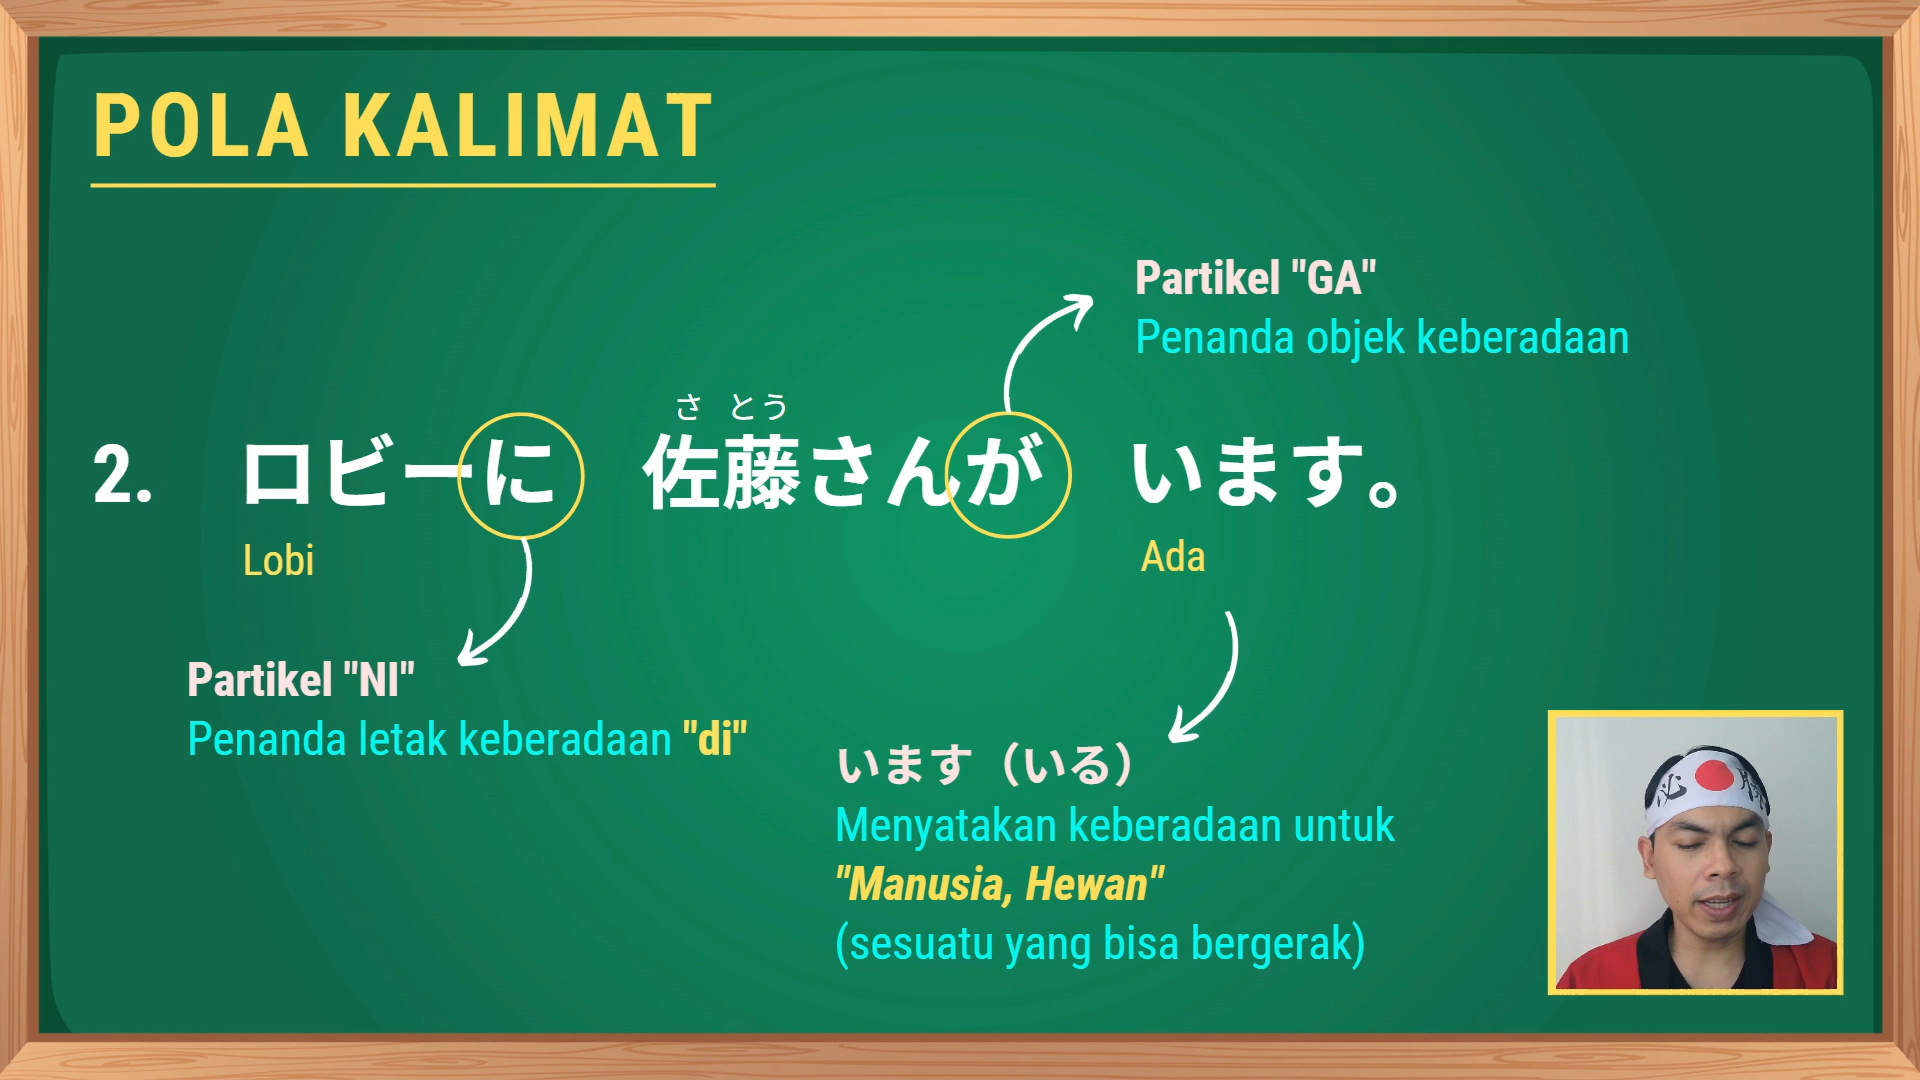 POLA KALIMAT
Partikel "GA"
Penanda objek keberadaan
さ とう
2. ロビーに 佐藤さんが います。
Lobi Ada
Partikel "NI"
Penanda letak keberadaan "di"
います（いる）
Menyatakan keberadaan untuk
"Manusia, Hewan"
(sesuatu yang bisa bergerak)
必